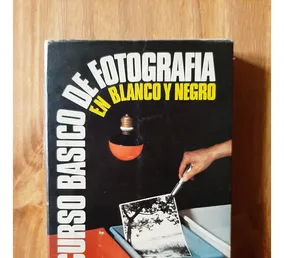 CURSO BASICO DE FOTOGRAFIA
EN BLANCO Y NEGRO